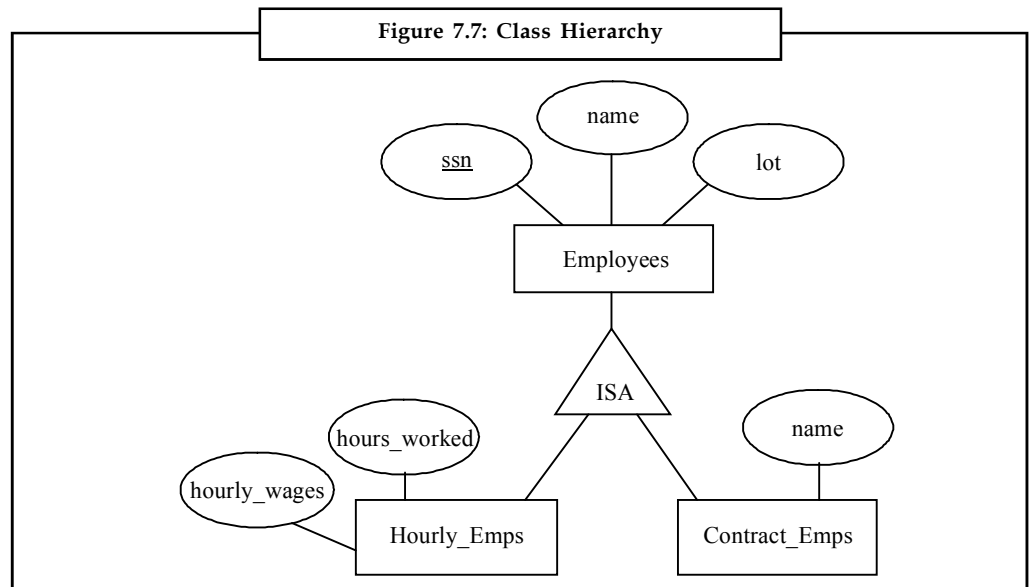 Figure 7.7: Class Hierarchy
name
ssn
lot
Employees
ISA
hours_worked
name
hourly_wages
Hourly_Emps
Contract_Emps